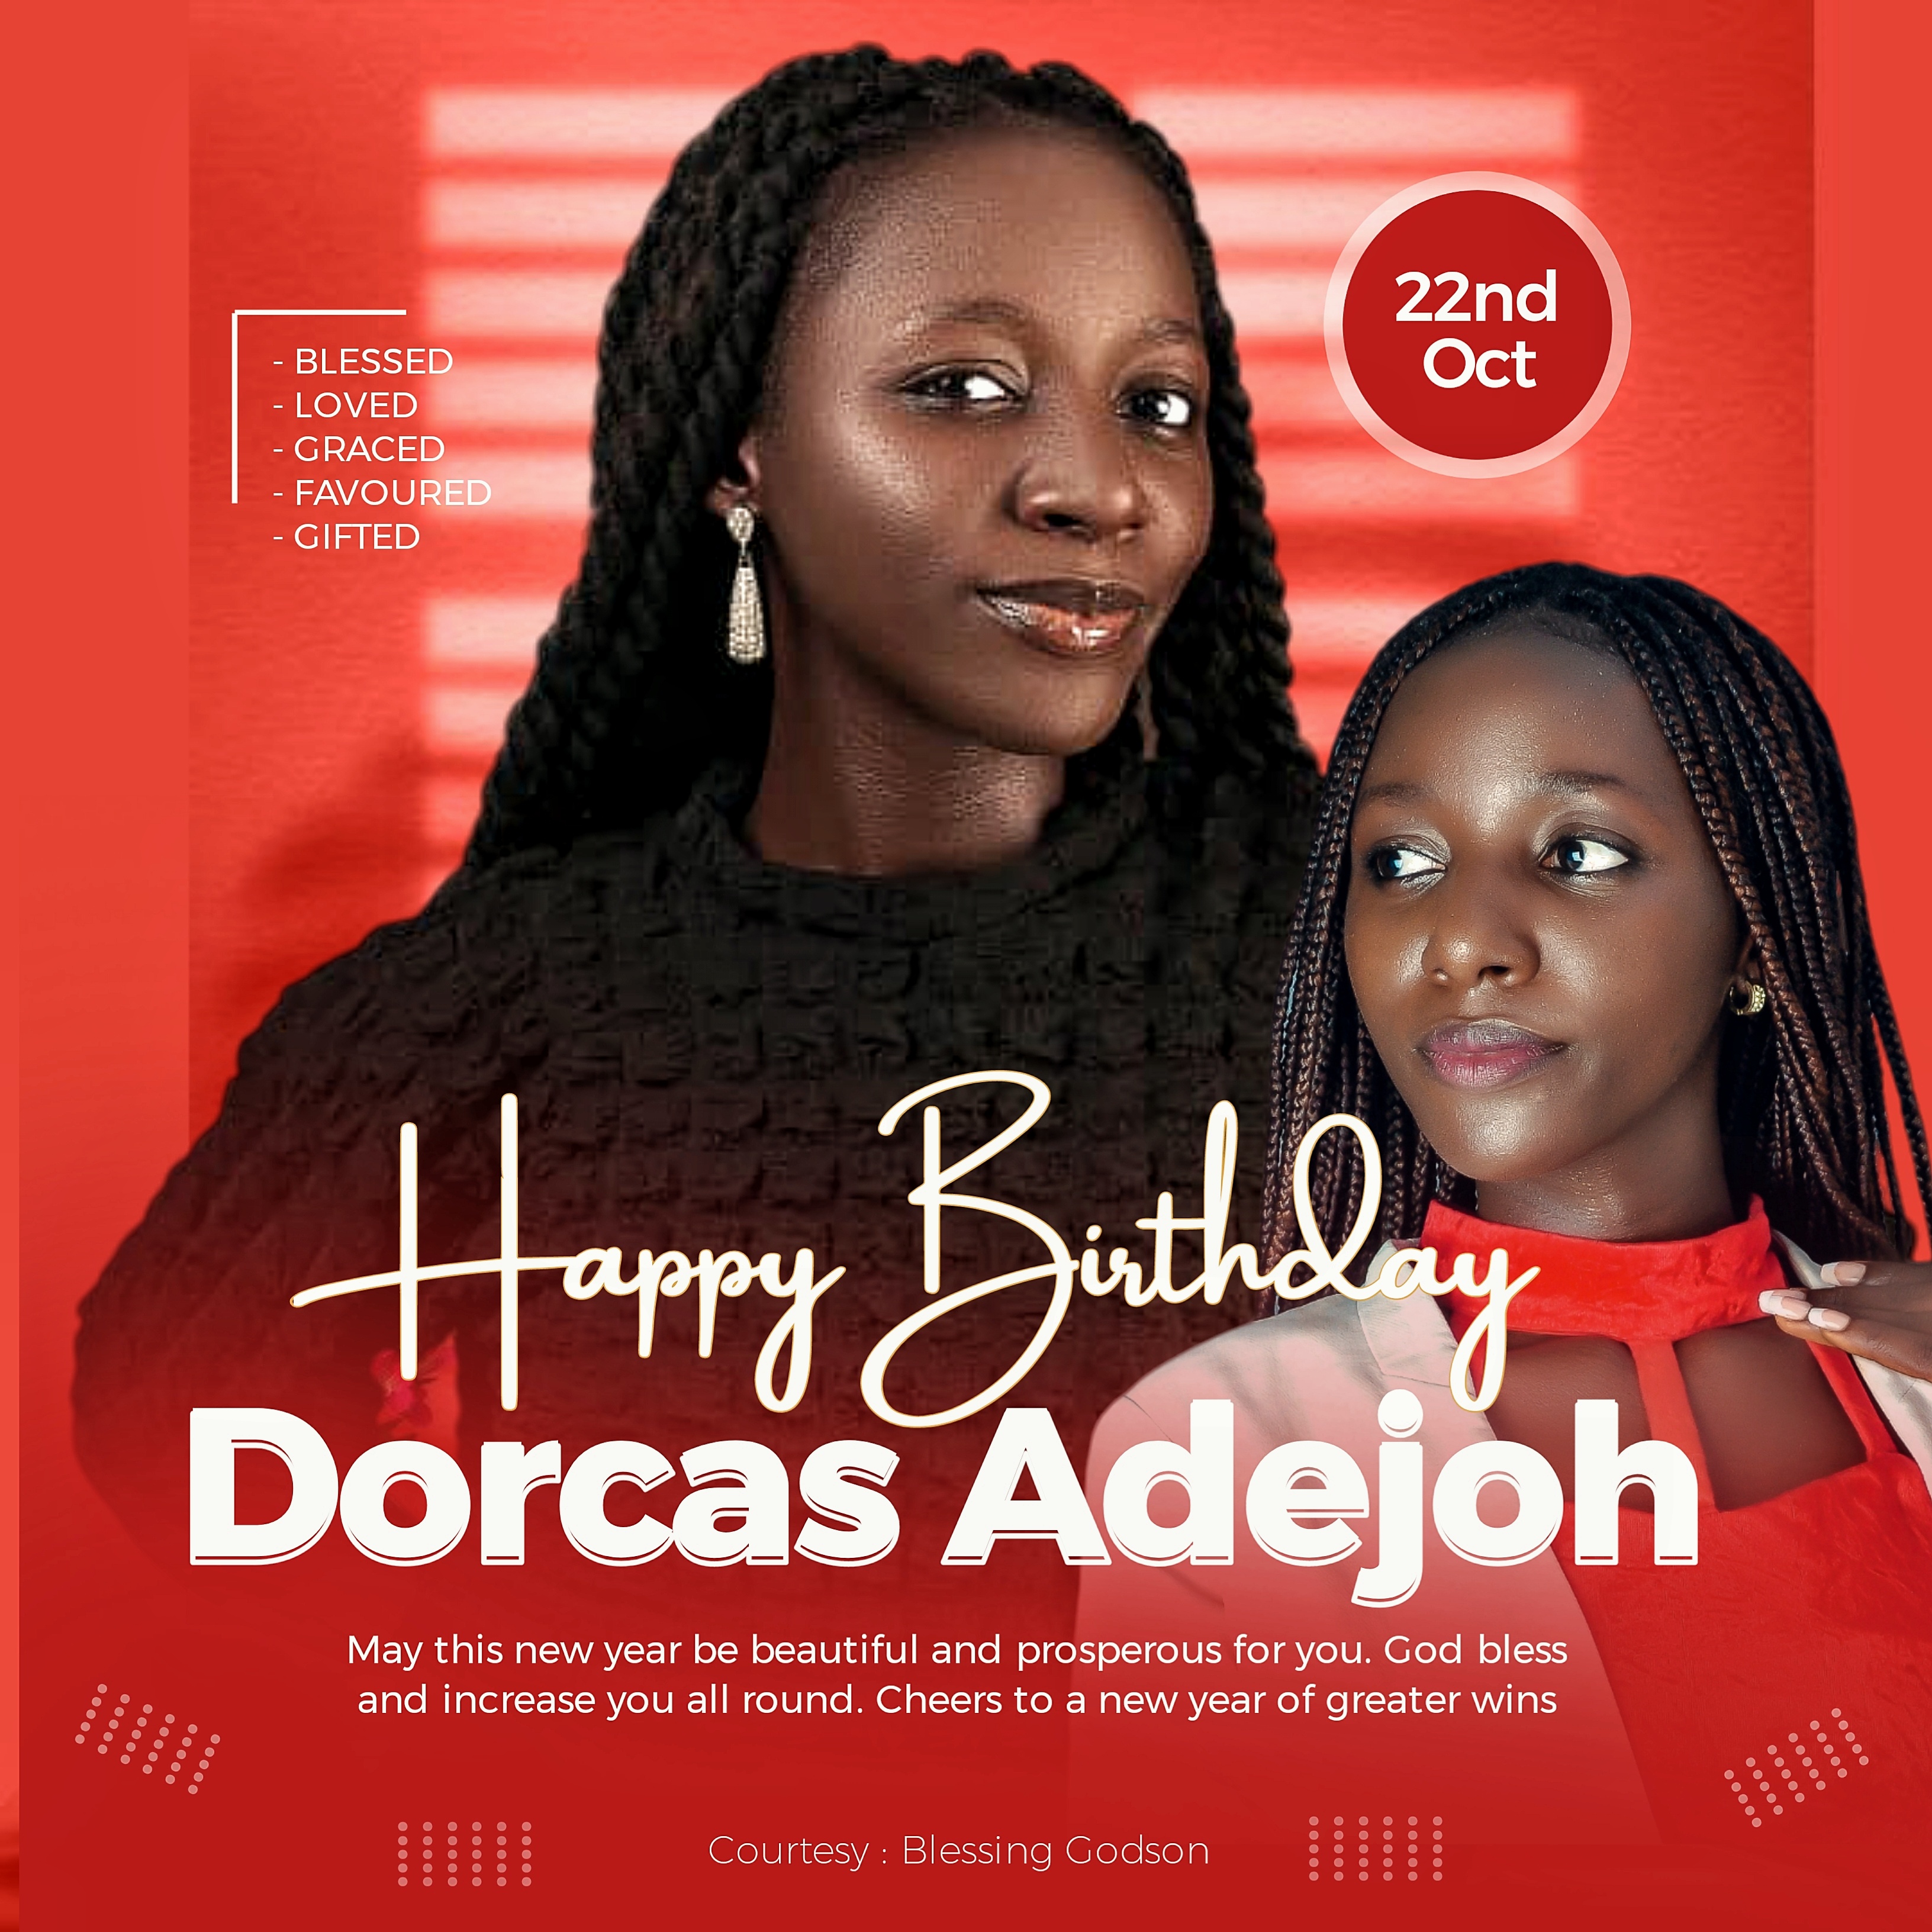 - BLESSED
- LOVED
- GRACED
- FAVOURED
- GIFTED
22nd
Oct
Happy Birthday
Dorcas Adejoh
May this new year be beautiful and prosperous for you. God bless
and increase you all round. Cheers to a new year of greater wins
Courtesy : Blessing Godson